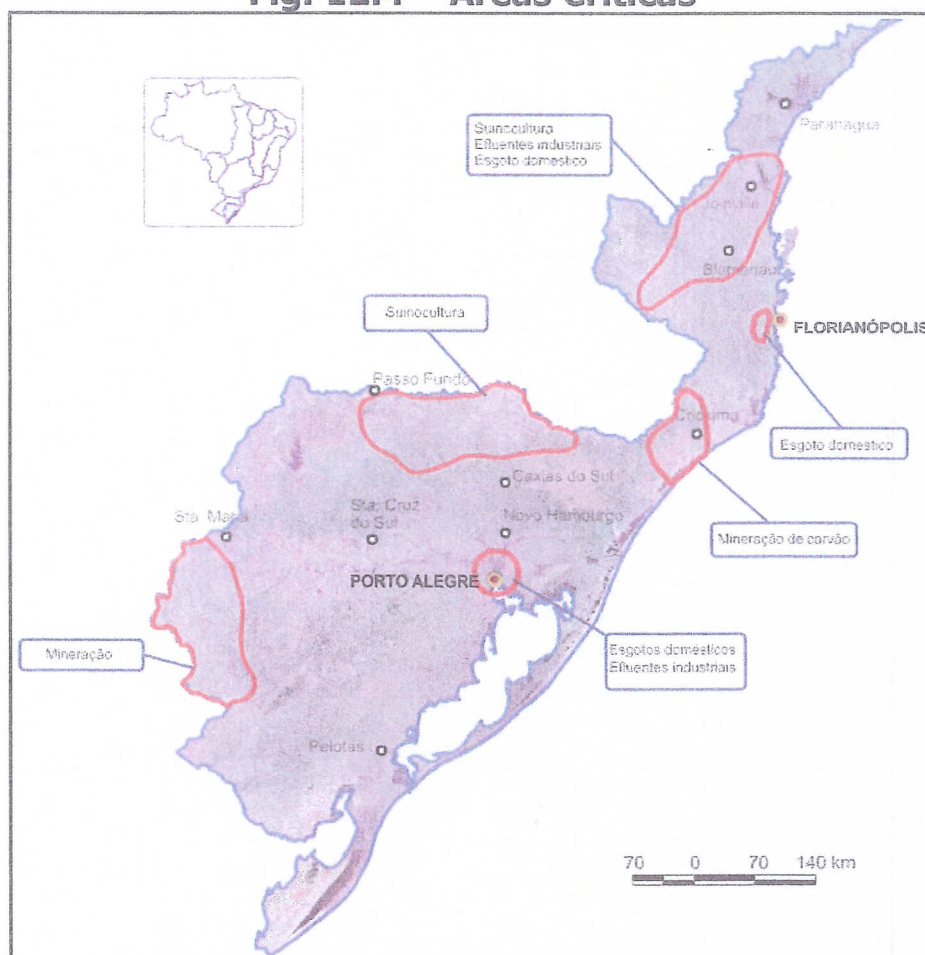 Áreas Críticas
Paranaguá
Suinocultura
Efluentes industriais
Esgoto doméstico
Joinville
Blumenau
Suinocultura
FLORIANÓPOLIS
Passo Fundo
Criciúma
Esgoto doméstico
Caxias do Sul
Sta. Cruz
do Sul
Novo Hamburgo
Sta. Maria
Mineração de carvão
PORTO ALEGRE
Mineração
Esgotos domésticos
Efluentes industriais
Pelotas
70 0 70 140 km